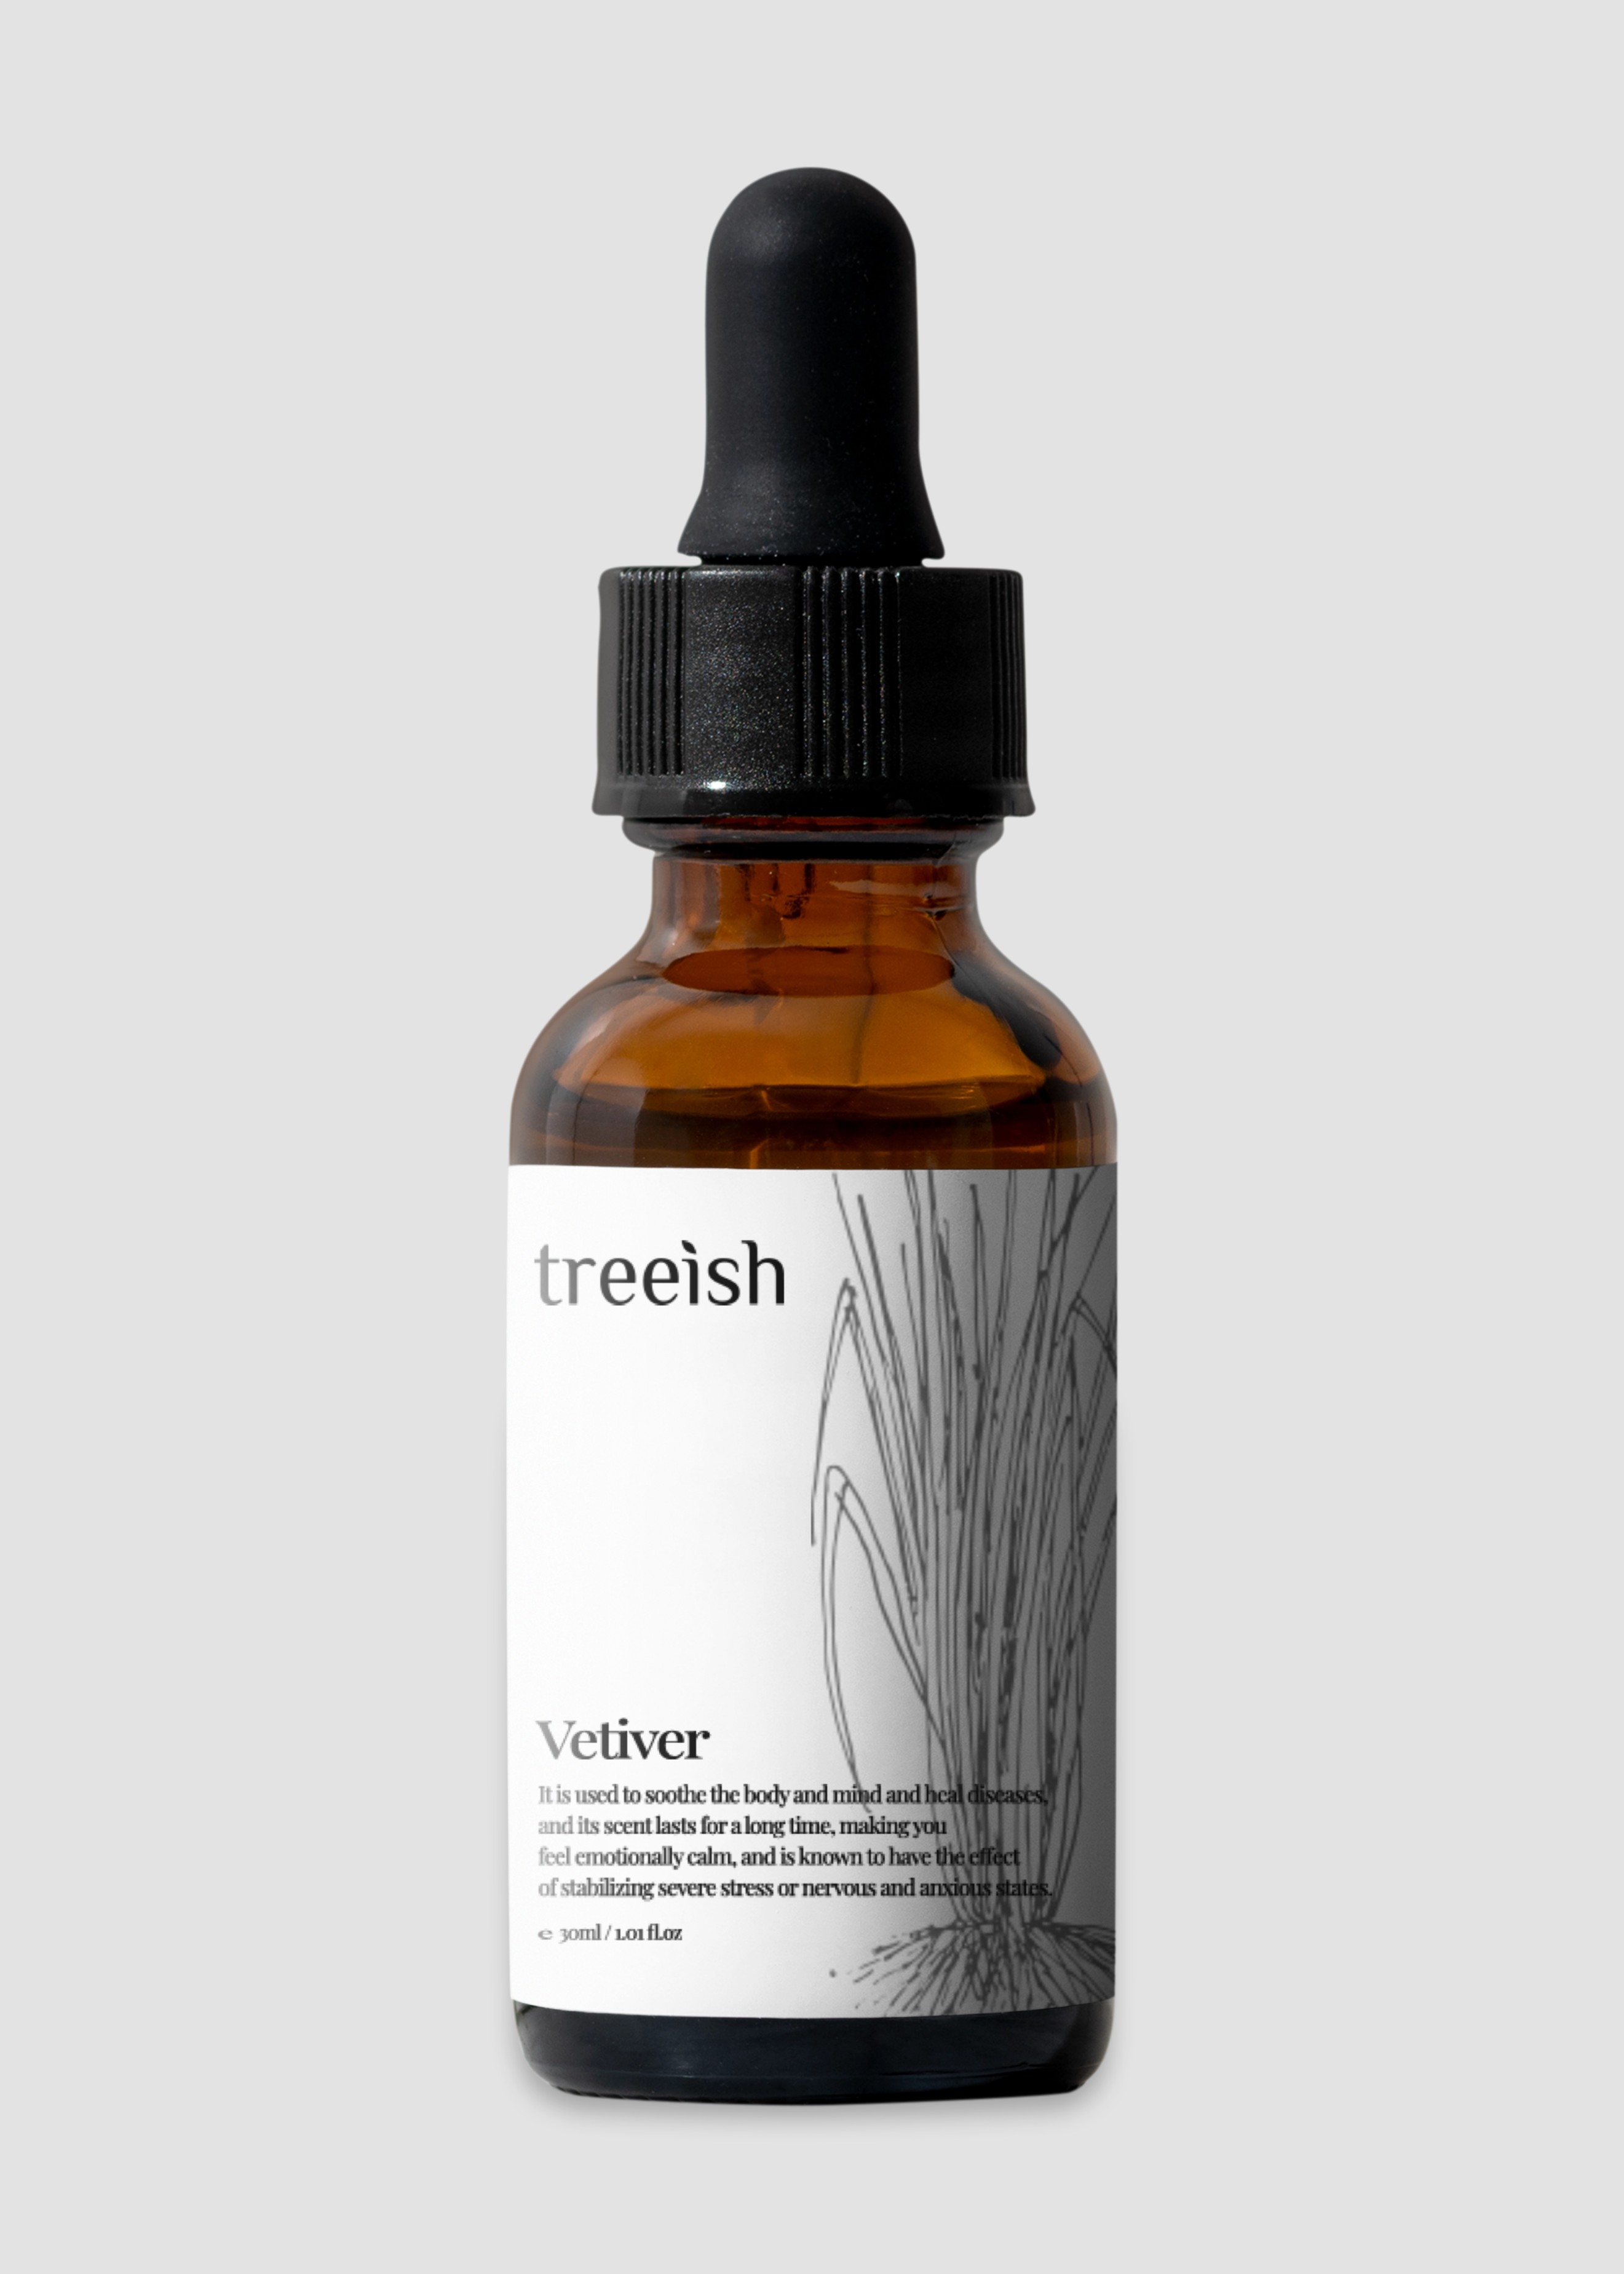 treeish
Vetiver
It is used to soothe the body and mind and heal diseases,
and its scent lasts for a long time, making you
feel emotionally calm, and is known to have the effect
of stabilizing severe stress or nervous and anxious states.
e 30ml / 1.01 fl.oz